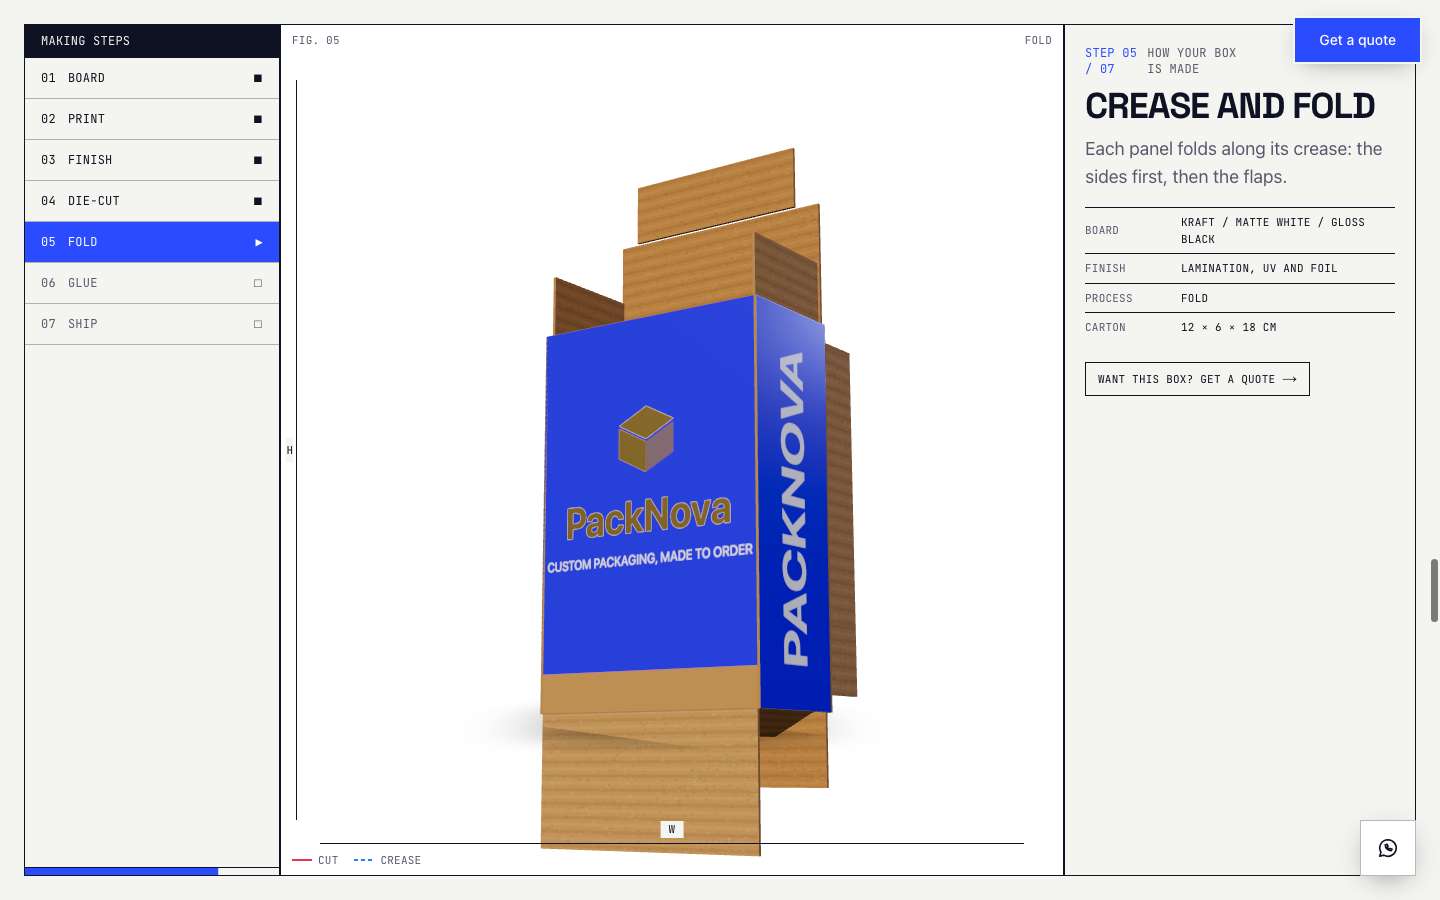 MAKING STEPS
01 BOARD
02 PRINT
03 FINISH
04 DIE-CUT
05 FOLD
06 GLUE
07 SHIP
FIG. 05
FOLD
H
PackNova
CUSTOM PACKAGING, MADE TO ORDER
PACKNOVA
W
CUT
CREASE
Get a quote
STEP 05 / 07
HOW YOUR BOX IS MADE
CREASE AND FOLD
Each panel folds along its crease: the
sides first, then the flaps.
BOARD KRAFT / MATTE WHITE / GLOSS
BLACK
FINISH LAMINATION, UV AND FOIL
PROCESS FOLD
CARTON 12 × 6 × 18 CM
WANT THIS BOX? GET A QUOTE →